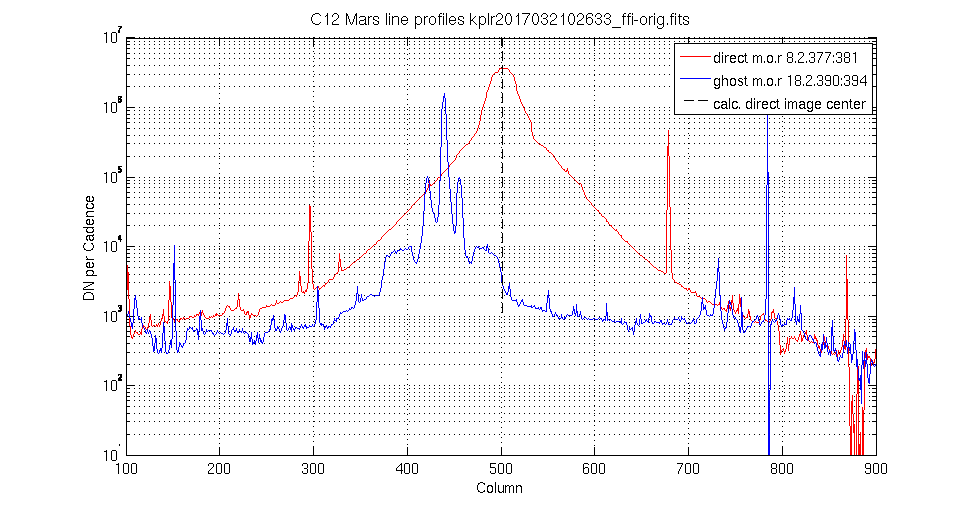 C12 Mars line profiles kplr2017032102633_ffi-orig.fits
direct m.o.r 8.2.377:381
ghost m.o.r 18.2.390:394
calc. direct image center
DN per Cadence
10^7
10^6
10^5
10^4
10^3
10^2
10
100 200 300 400 500 600 700 800 900
Column